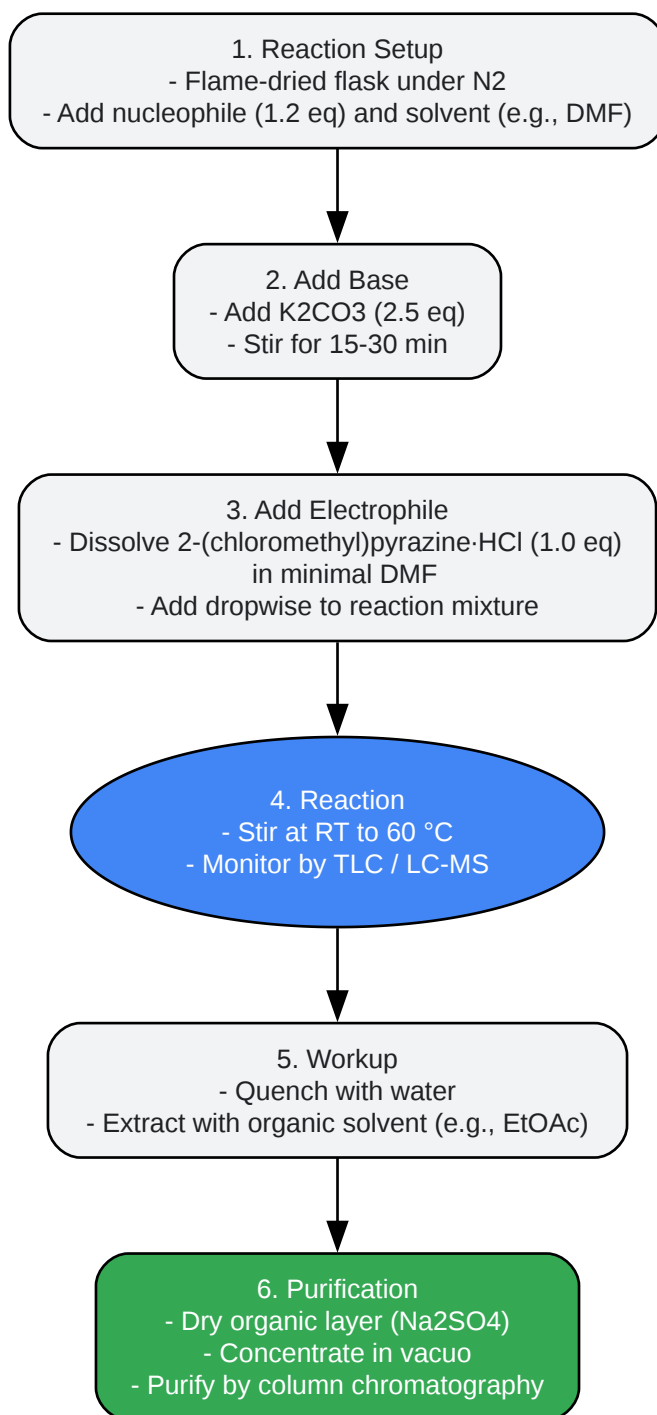 1. Reaction Setup
- Flame-dried flask under N2
- Add nucleophile (1.2 eq) and solvent (e.g., DMF)
2. Add Base
- Add K2CO3 (2.5 eq)
- Stir for 15-30 min
3. Add Electrophile
- Dissolve 2-(chloromethyl)pyrazine·HCl (1.0 eq)
in minimal DMF
- Add dropwise to reaction mixture
4. Reaction
- Stir at RT to 60 °C
- Monitor by TLC / LC-MS
5. Workup
- Quench with water
- Extract with organic solvent (e.g., EtOAc)
6. Purification
- Dry organic layer (Na2SO4)
- Concentrate in vacuo
- Purify by column chromatography